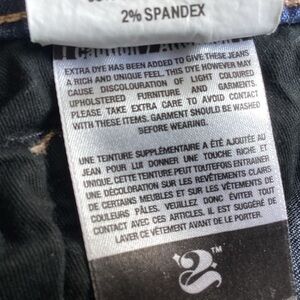 2% SPANDEX
Caution / Attention
EXTRA DYE HAS BEEN ADDED TO GIVE THESE JEANS
A RICH AND UNIQUE FEEL. THIS DYE HOWEVER MAY
CAUSE DISCOLOURATION OF LIGHT COLOURED
UPHOLSTERED FURNITURE AND GARMENTS.
PLEASE TAKE EXTRA CARE TO AVOID CONTACT
WITH THESE ITEMS. GARMENT SHOULD BE WASHED
BEFORE WEARING.
UNE TEINTURE SUPPLÉMENTAIRE A ÉTÉ AJOUTÉE AU
JEAN POUR LUI DONNER UNE TOUCHE RICHE ET
UNIQUE. CETTE TEINTURE PEUT TOUTEFOIS ENTRAINER
UNE DÉCOLORATION SUR LES REVÊTEMENTS
DE CERTAINS MEUBLES ET SUR LES VÊTEMENTS DE
COULEURS PÂLES. VEUILLEZ DONC ÉVITER TOUT
CONTACT AVEC CES ARTICLES. IL EST SUGGÉRÉ DE
LAVER CE VÊTEMENT AVANT DE LE PORTER.
2
TM